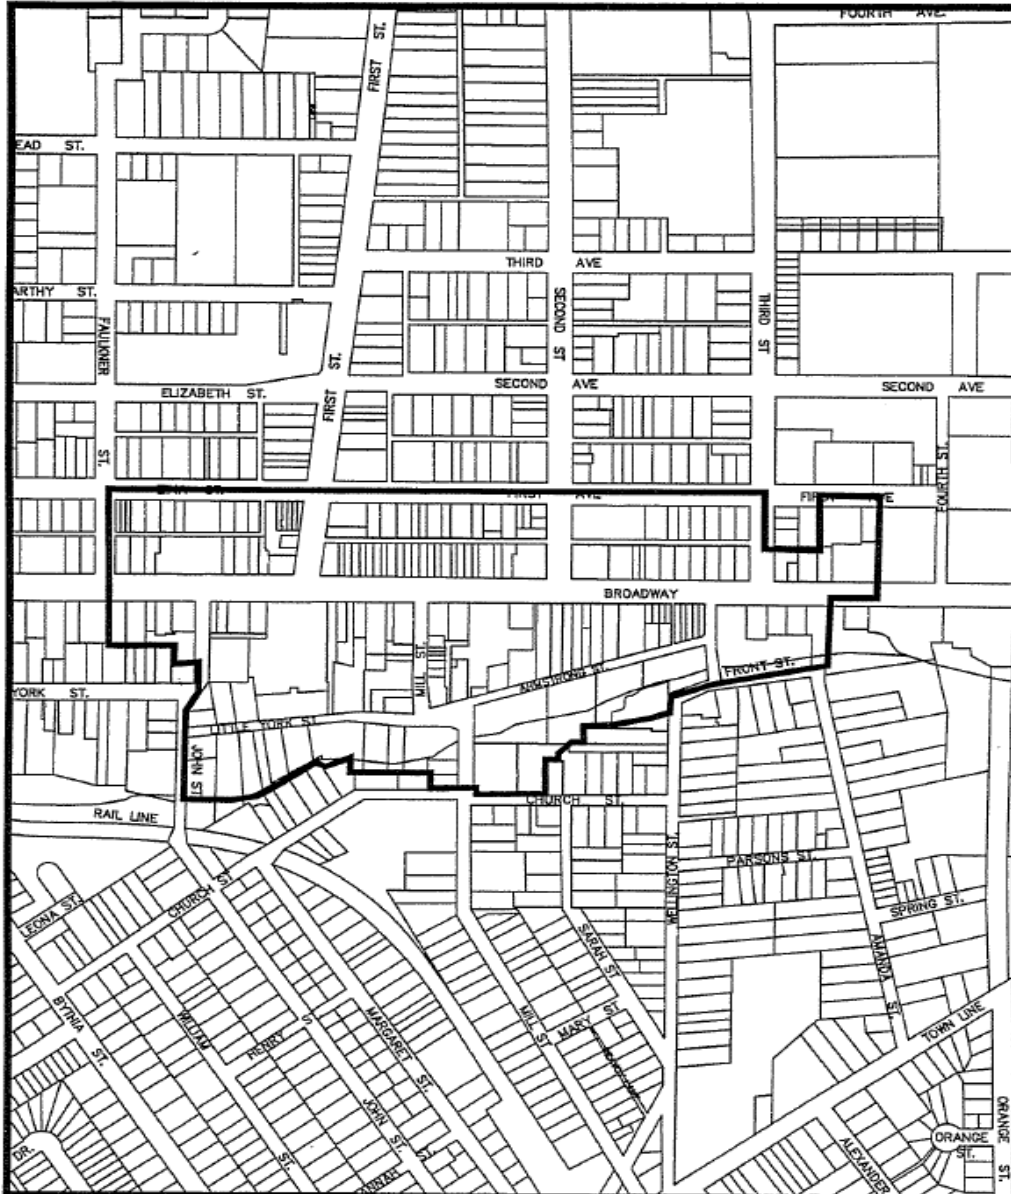 FOURTH AVE.
FIRST ST.
EAD ST.
THIRD AVE
ARTHY ST.
SECOND ST
THIRD ST
FAULKNER ST.
FIRST ST.
ELIZABETH ST.
SECOND AVE
SECOND AVE
FOURTH ST.
ST.
FIRST AVE
FIRST AVE
BROADWAY
MILL ST.
ARMSTRONG ST.
FRONT ST.
YORK ST.
LITTLE YORK ST.
JOHN ST
RAIL LINE
CHURCH ST.
WELLINGTON ST.
PARSONS ST.
LEONA ST.
CHURCH S
SPRING ST.
SARAH ST
AMANDA ST.
BYTHIA ST.
WILLIAM ST.
HENRY S
MARGARET ST.
MILL ST
MARY ST
TOWN LINE
JOHN ST.
ANNAH ST.
DR.
ALEXANDER
ORANGE ST.
ORANGE ST.